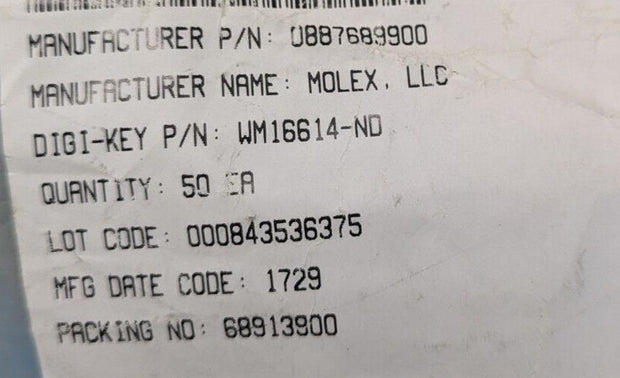 MANUFACTURER P/N: 0887689900
MANUFACTURER NAME: MOLEX, LLC
DIGI-KEY P/N: WM16614-ND
QUANTITY: 50 EA
LOT CODE: 000843536375
MFG DATE CODE: 1729
PACKING NO: 68913900